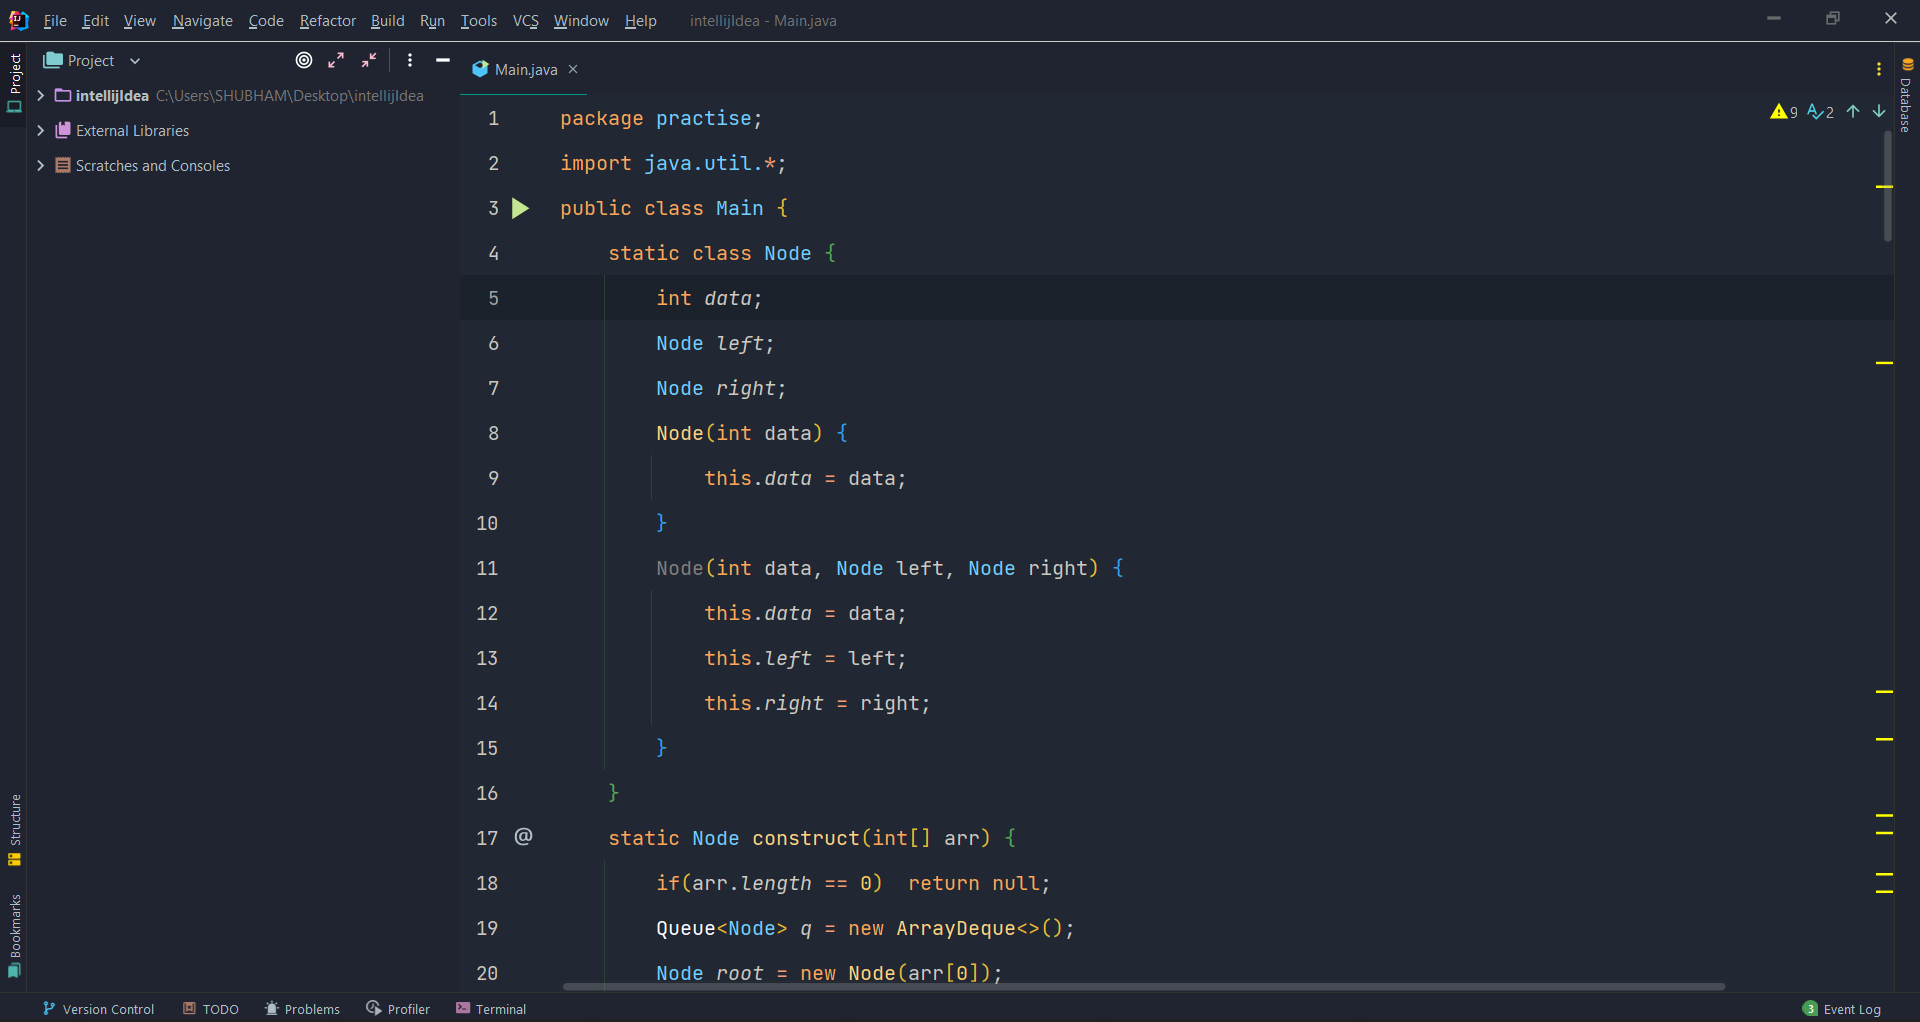 File Edit View Navigate Code Refactor Build Run Tools VCS Window Help intellijIdea - Main.java
Project
Project
intellijIdea C:\Users\SHUBHAM\Desktop\intellijIdea
External Libraries
Scratches and Consoles
Structure
Bookmarks
Main.java
9 2
Database
1 package practise;
2 import java.util.*;
3 public class Main {
4 static class Node {
5 int data;
6 Node left;
7 Node right;
8 Node(int data) {
9 this.data = data;
10 }
11 Node(int data, Node left, Node right) {
12 this.data = data;
13 this.left = left;
14 this.right = right;
15 }
16 }
17 @ static Node construct(int[] arr) {
18 if(arr.length == 0)  return null;
19 Queue<Node> q = new ArrayDeque<>();
20 Node root = new Node(arr[0]);
Version Control TODO Problems Profiler Terminal 3 Event Log